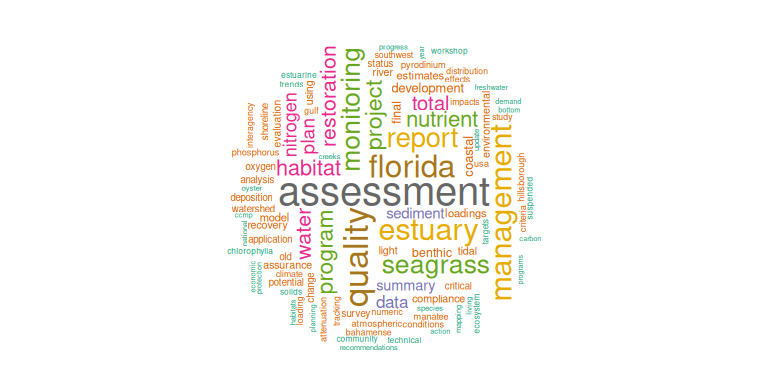 progress
year
workshop
southwest
status
pyrodinium
estuarine
river
estimates
distribution
trends
using
restoration
monitoring
effects
development
freshwater
nitrogen
gulf
project
final
total
impacts
environmental
demand
bottom
interagency
shoreline
evaluation
plan
nutrient
study
report
coastal
update
phosphorus
creeks
florida
usa
management
oxygen
habitat
analysis
oyster
assessment
hillsborough
suspended
deposition
watershed
ccmp
water
program
quality
sediment
loadings
criteria
model
national
recovery
estuary
targets
application
carbon
chlorophylla
old
light
benthic
tidal
assurance
seagrass
economic
protection
climate
potential
change
summary
critical
programs
solids
data
compliance
habitats
loading
planning
attenuation
tracking
survey
numeric
species
manatee
mapping
living
ecosystem
atmospheric
conditions
bahamense
action
community
technical
recommendations